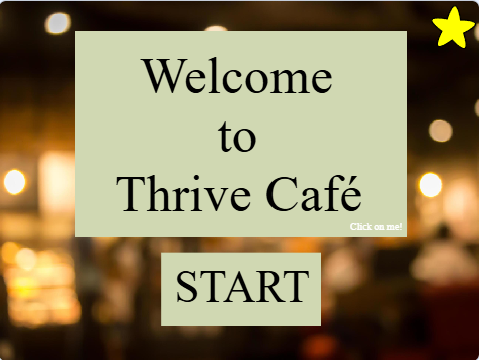 Welcome
to
Thrive Café
Click on me!
START